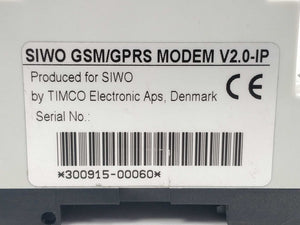 SIWO GSM/GPRS MODEM V2.0-IP
Produced for SIWO
by TIMCO Electronic Aps, Denmark
CE
Serial No.:
*300915-00060*